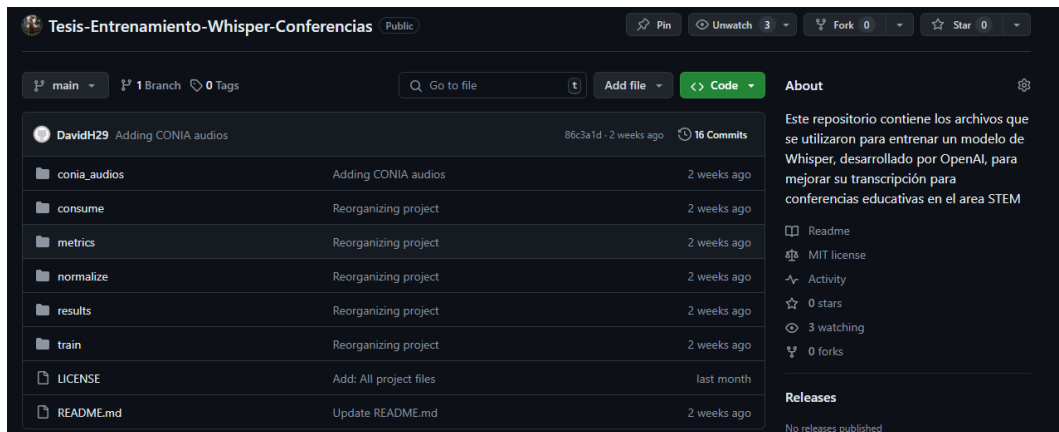 Tesis-Entrenamiento-Whisper-Conferencias Public
Pin
Unwatch 3
Fork 0
Star 0
main
1 Branch
0 Tags
Go to file
t
Add file
Code
DavidH29 Adding CONIA audios 86c3a1d · 2 weeks ago 16 Commits
conia_audios Adding CONIA audios 2 weeks ago
consume Reorganizing project 2 weeks ago
metrics Reorganizing project 2 weeks ago
normalize Reorganizing project 2 weeks ago
results Reorganizing project 2 weeks ago
train Reorganizing project 2 weeks ago
LICENSE Add: All project files last month
README.md Update README.md 2 weeks ago
About
Este repositorio contiene los archivos que
se utilizaron para entrenar un modelo de
Whisper, desarrollado por OpenAI, para
mejorar su transcripción para
conferencias educativas en el area STEM
Readme
MIT license
Activity
0 stars
3 watching
0 forks
Releases
No releases published